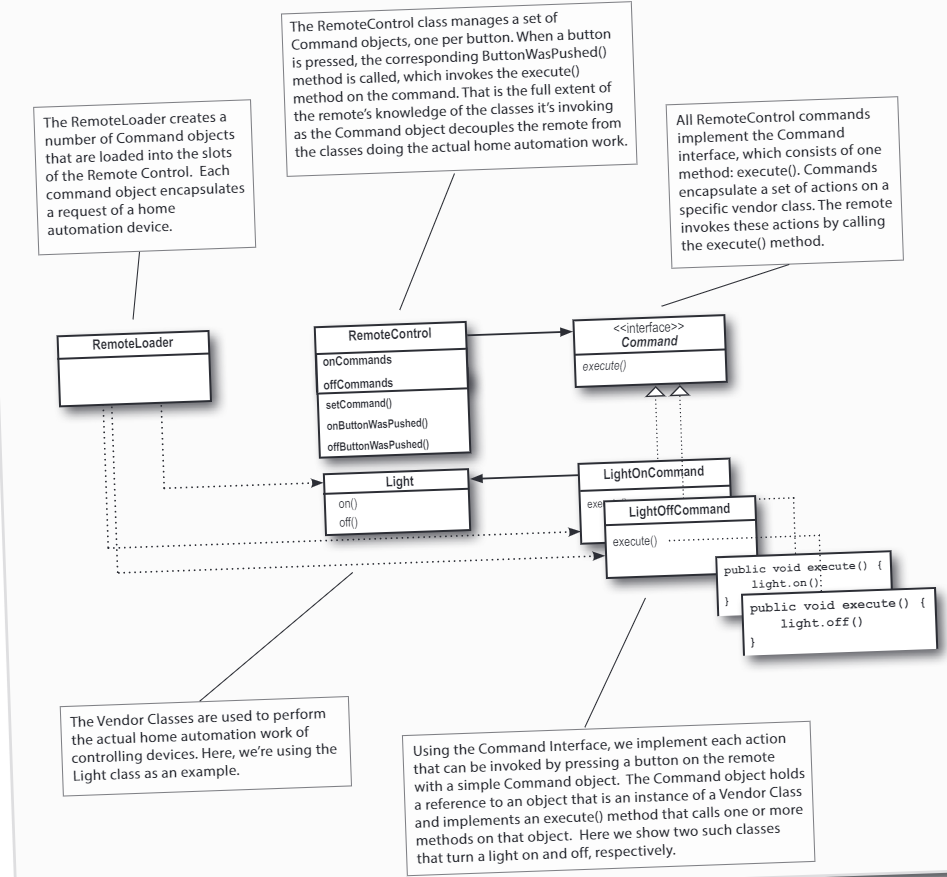 The RemoteControl class manages a set of
Command objects, one per button. When a button
is pressed, the corresponding ButtonWasPushed()
method is called, which invokes the execute()
method on the command. That is the full extent of
the remote's knowledge of the classes it's invoking
as the Command object decouples the remote from
the classes doing the actual home automation work.
The RemoteLoader creates a
number of Command objects
that are loaded into the slots
of the Remote Control. Each
command object encapsulates
a request of a home
automation device.
All RemoteControl commands
implement the Command
interface, which consists of one
method: execute(). Commands
encapsulate a set of actions on a
specific vendor class. The remote
invokes these actions by calling
the execute() method.
RemoteLoader
RemoteControl
onCommands
offCommands
setCommand()
onButtonWasPushed()
offButtonWasPushed()
<<interface>>
Command
execute()
Light
on()
off()
LightOnCommand
LightOffCommand
execute()
public void execute() {
light.on()
}
public void execute() {
light.off()
}
The Vendor Classes are used to perform
the actual home automation work of
controlling devices. Here, we're using the
Light class as an example.
Using the Command Interface, we implement each action
that can be invoked by pressing a button on the remote
with a simple Command object. The Command object holds
a reference to an object that is an instance of a Vendor Class
and implements an execute() method that calls one or more
methods on that object. Here we show two such classes
that turn a light on and off, respectively.